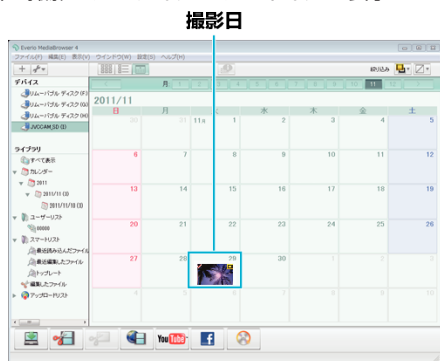 撮影日
Everio MediaBrowser 4
ファイル(F) 編集(E) 表示(V) ウインドウ(W) 設定(S) ヘルプ(H)
絞り込み
デバイス
リムーバブル ディスク (F)
リムーバブル ディスク (G)
リムーバブル ディスク (H)
JVCCAM_SD (I)
ライブラリ
すべて表示
カレンダー
2011
2011/11 (3)
2011/11/18 (3)
ユーザーリスト
00000
スマートリスト
最近読み込んだファイル
最近編集したファイル
トップレート
編集したファイル
アップロードリスト
月 11
2011/11
日 月 水 木 金 土
30 31 11月 1 2 3 4 5
6 7 8 9 10 11 12
13 14 15 16 17 18 19
20 21 22 23 24 25 26
27 28 29 30
You Tube
f